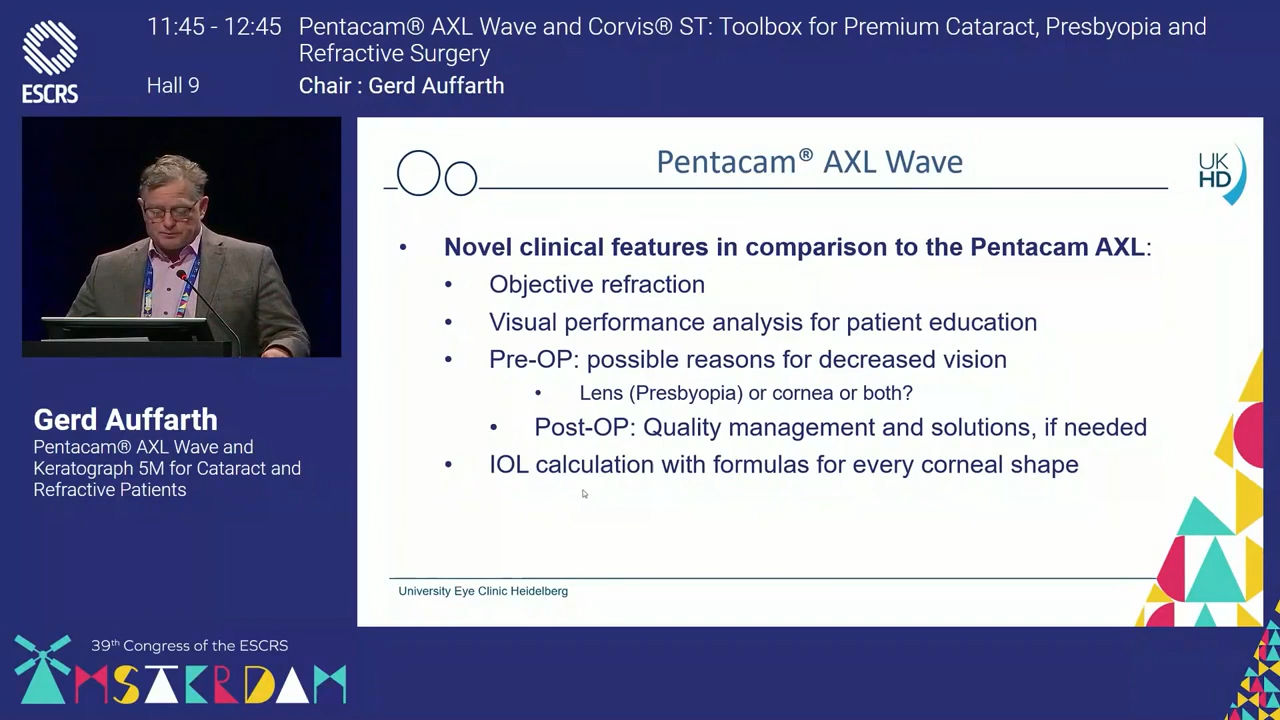 ESCRS
11:45 - 12:45
Pentacam® AXL Wave and Corvis® ST: Toolbox for Premium Cataract, Presbyopia and
Refractive Surgery
Hall 9
Chair : Gerd Auffarth
Pentacam® AXL Wave
UK
HD
• Novel clinical features in comparison to the Pentacam AXL:
• Objective refraction
• Visual performance analysis for patient education
• Pre-OP: possible reasons for decreased vision
• Lens (Presbyopia) or cornea or both?
• Post-OP: Quality management and solutions, if needed
• IOL calculation with formulas for every corneal shape
University Eye Clinic Heidelberg
Gerd Auffarth
Pentacam® AXL Wave and
Keratograph 5M for Cataract and
Refractive Patients
39th Congress of the ESCRS
AMSTERDAM